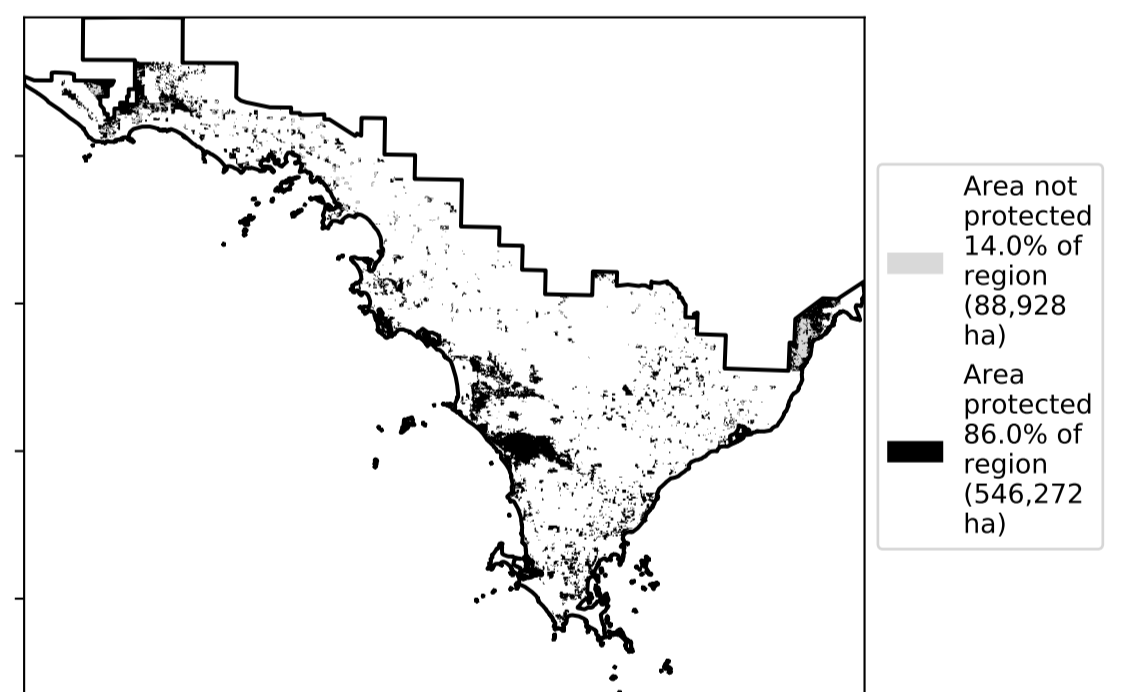 Area not
protected
14.0% of
region
(88,928
ha)
Area
protected
86.0% of
region
(546,272
ha)